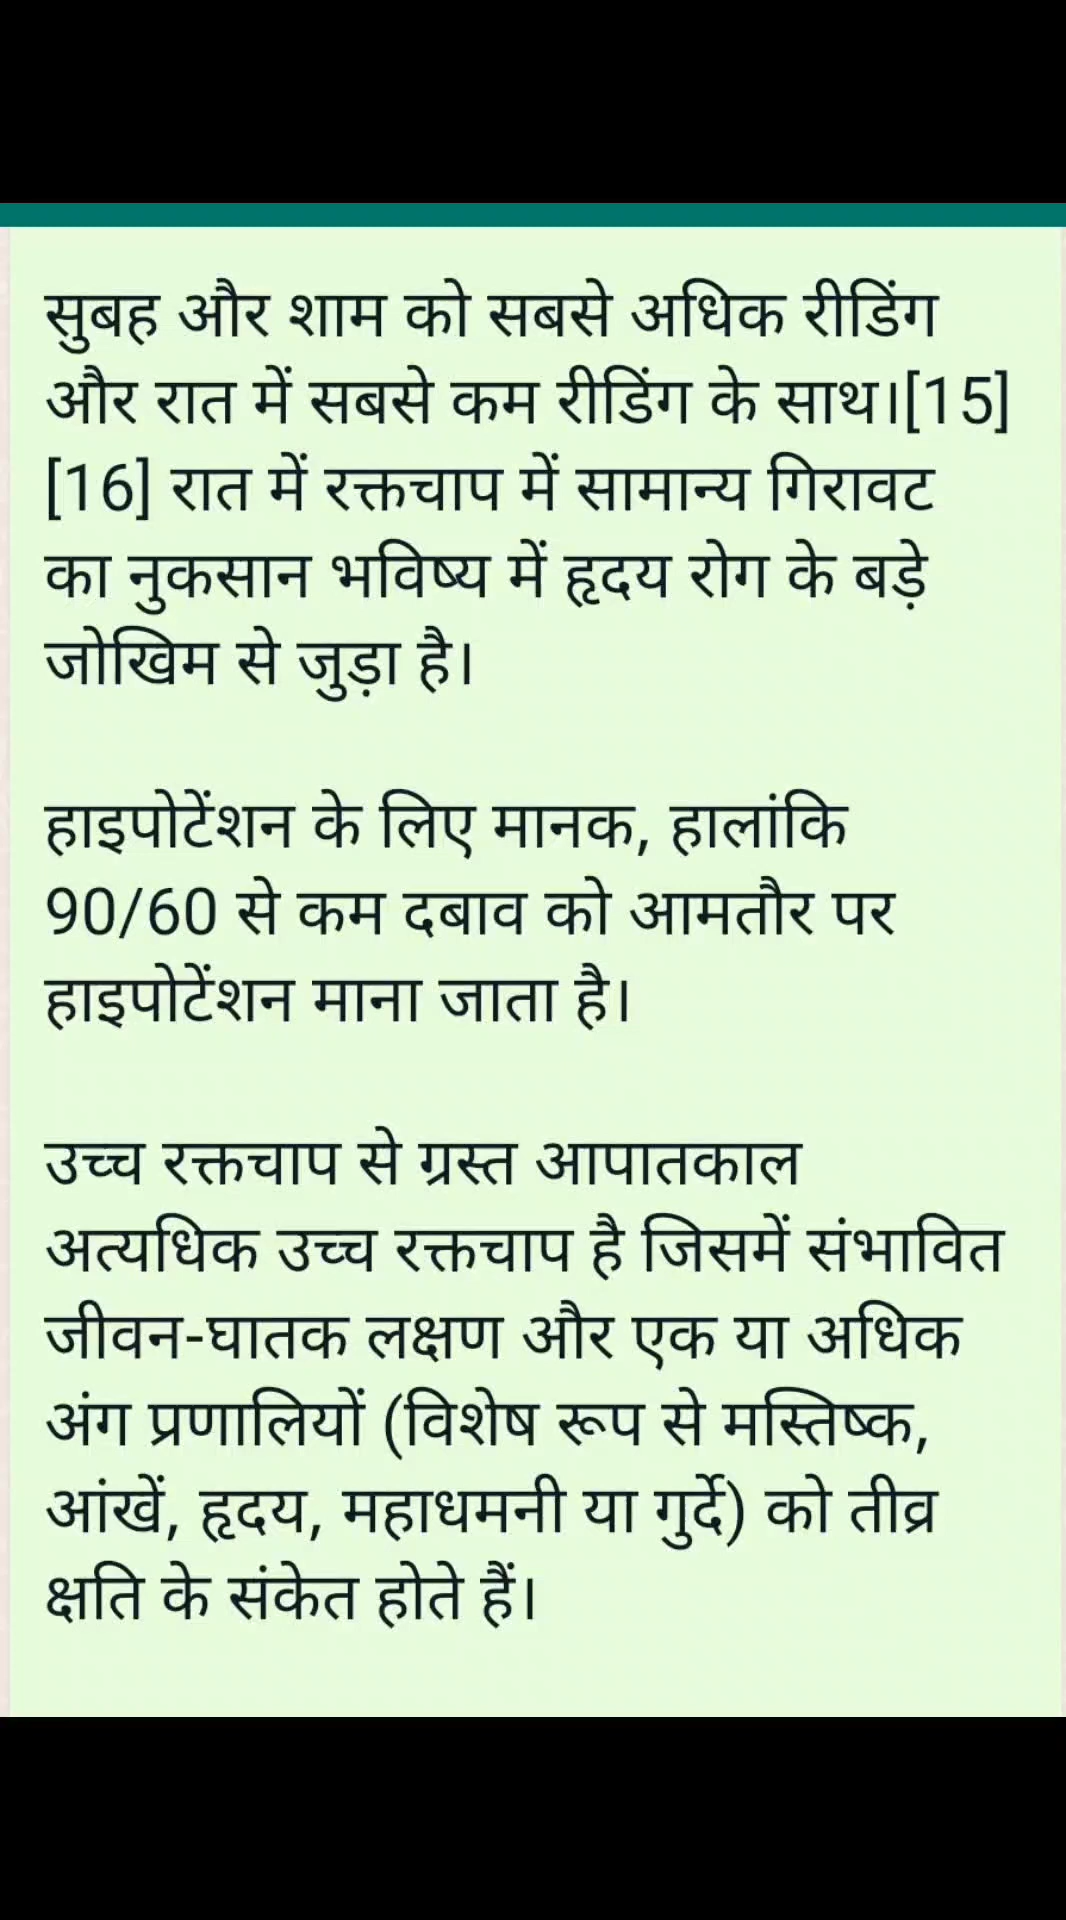 सुबह और शाम को सबसे अधिक रीडिंग
और रात में सबसे कम रीडिंग के साथ।[15]
[16] रात में रक्तचाप में सामान्य गिरावट
का नुकसान भविष्य में हृदय रोग के बड़े
जोखिम से जुड़ा है।
हाइपोटेंशन के लिए मानक, हालांकि
90/60 से कम दबाव को आमतौर पर
हाइपोटेंशन माना जाता है।
उच्च रक्तचाप से ग्रस्त आपातकाल
अत्यधिक उच्च रक्तचाप है जिसमें संभावित
जीवन-घातक लक्षण और एक या अधिक
अंग प्रणालियों (विशेष रूप से मस्तिष्क,
आंखें, हृदय, महाधमनी या गुर्दे) को तीव्र
क्षति के संकेत होते हैं।